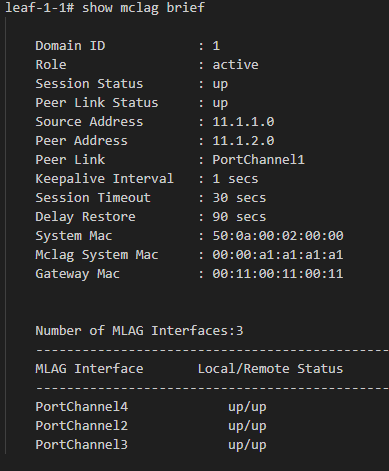 leaf-1-1# show mclag brief
Domain ID : 1
Role : active
Session Status : up
Peer Link Status : up
Source Address : 11.1.1.0
Peer Address : 11.1.2.0
Peer Link : PortChannel1
Keepalive Interval : 1 secs
Session Timeout : 30 secs
Delay Restore : 90 secs
System Mac : 50:0a:00:02:00:00
Mclag System Mac : 00:00:a1:a1:a1:a1
Gateway Mac : 00:11:00:11:00:11
Number of MLAG Interfaces:3
-----------------------------------------------
MLAG Interface Local/Remote Status
-----------------------------------------------
PortChannel4 up/up
PortChannel2 up/up
PortChannel3 up/up